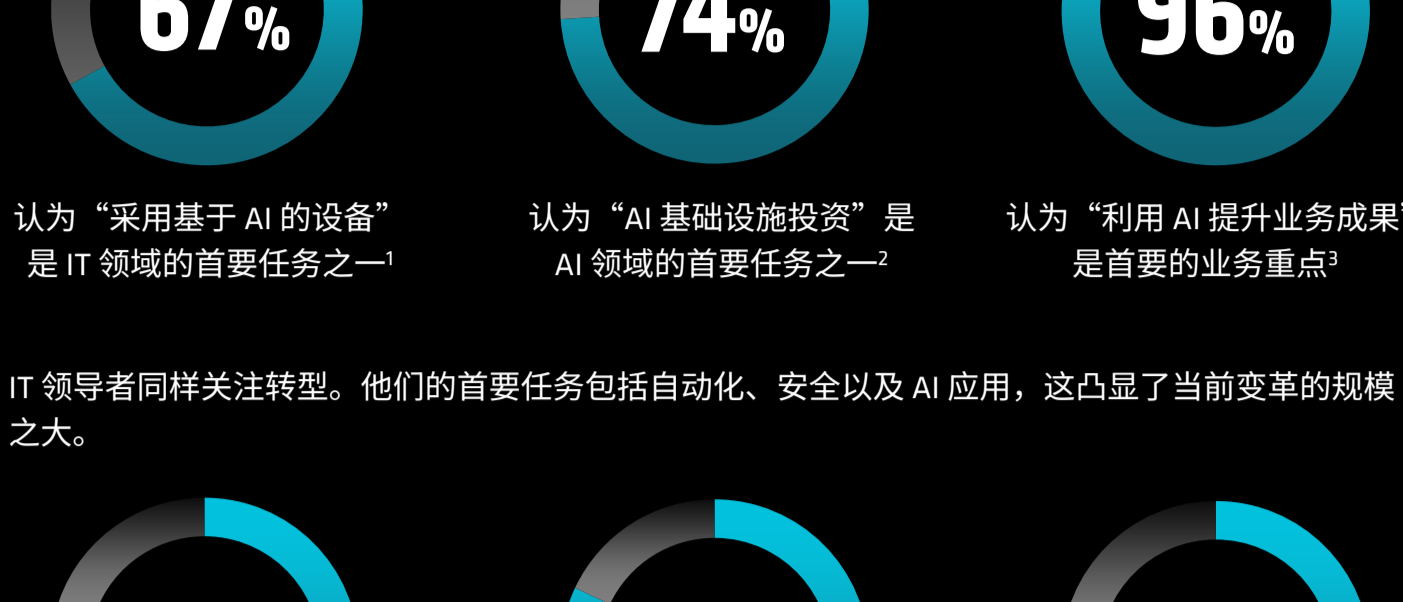 67%
74%
96%
认为“采用基于 AI 的设备”
是 IT 领域的首要任务之一¹
认为“AI 基础设施投资”是
AI 领域的首要任务之一²
认为“利用 AI 提升业务成果”
是首要的业务重点³
IT 领导者同样关注转型。他们的首要任务包括自动化、安全以及 AI 应用，这凸显了当前变革的规模
之大。